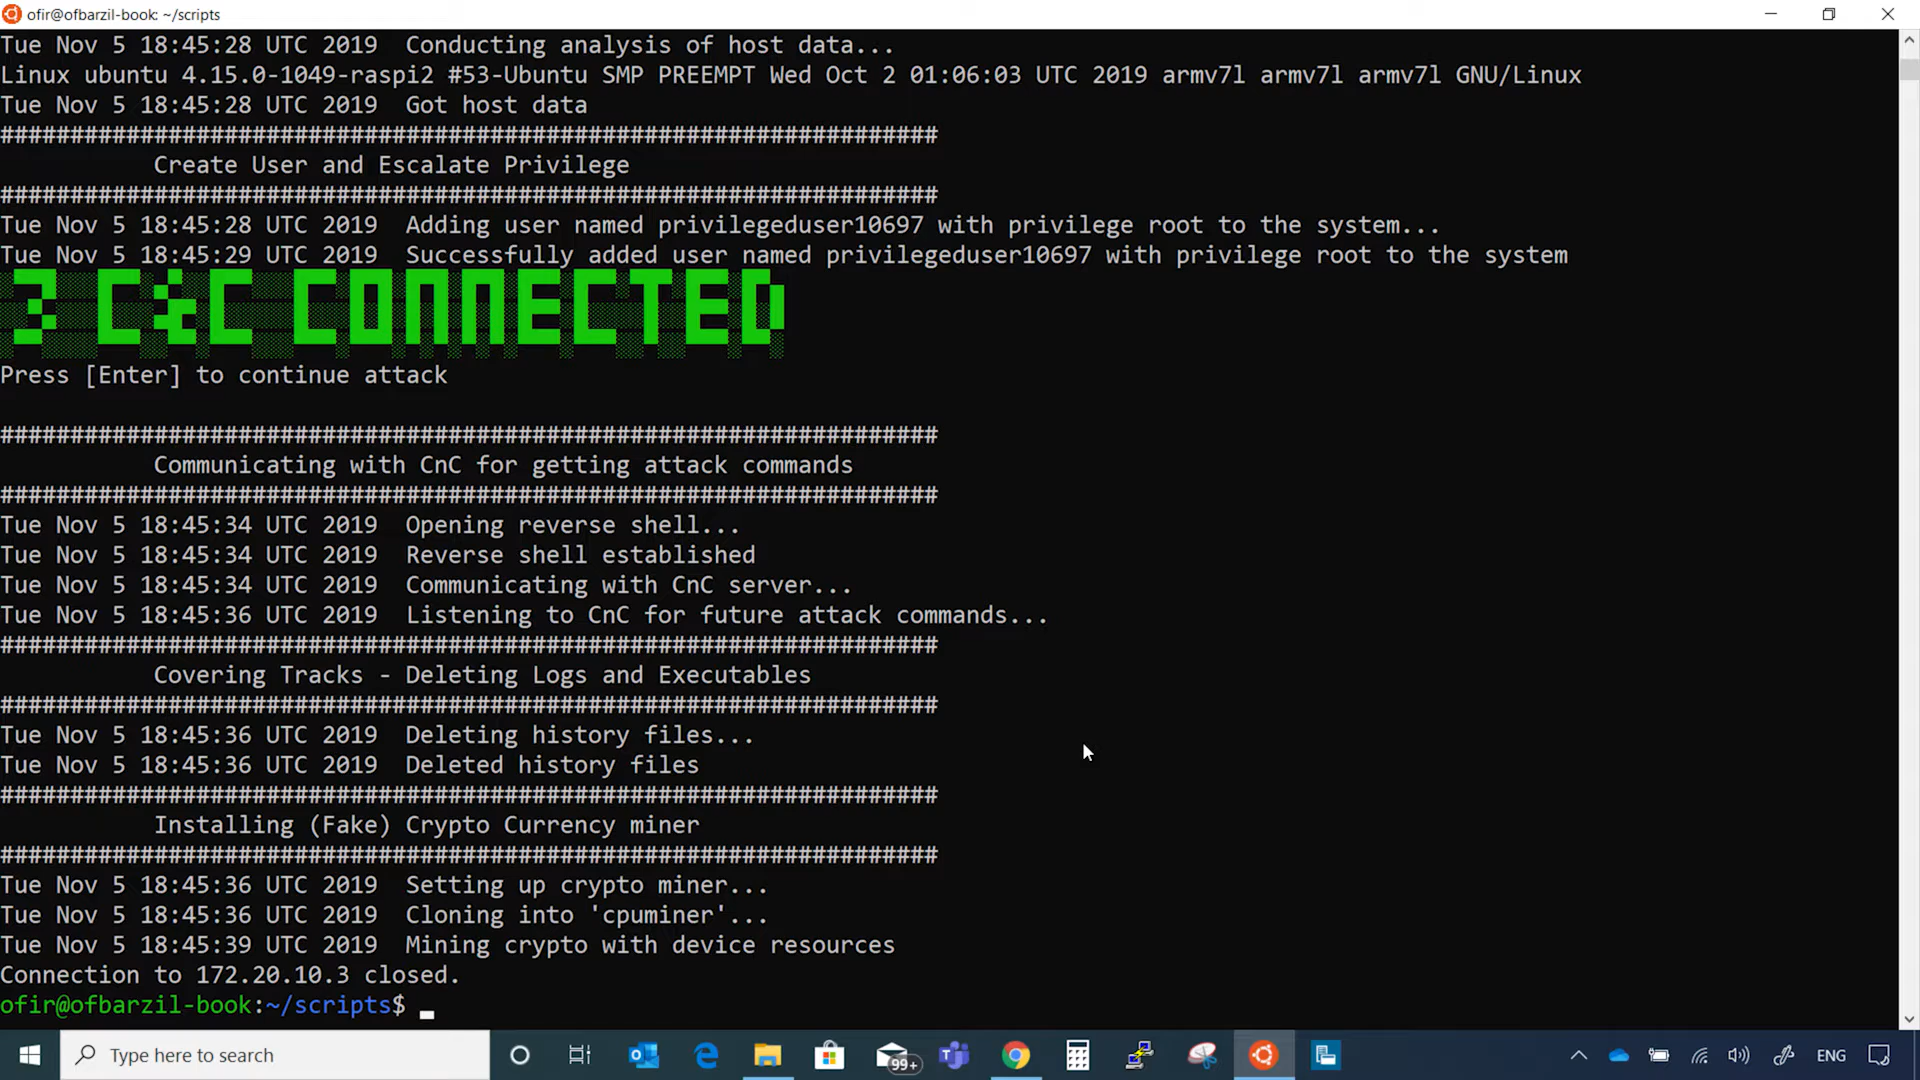 ofir@ofbarzil-book: ~/scripts
Tue Nov 5 18:45:28 UTC 2019  Conducting analysis of host data...
Linux ubuntu 4.15.0-1049-raspi2 #53-Ubuntu SMP PREEMPT Wed Oct 2 01:06:03 UTC 2019 armv7l armv7l armv7l GNU/Linux
Tue Nov 5 18:45:28 UTC 2019  Got host data
###################################################################
Create User and Escalate Privilege
###################################################################
Tue Nov 5 18:45:28 UTC 2019  Adding user named privilegeduser10697 with privilege root to the system...
Tue Nov 5 18:45:29 UTC 2019  Successfully added user named privilegeduser10697 with privilege root to the system
3 C&C CONNECTED
Press [Enter] to continue attack
###################################################################
Communicating with CnC for getting attack commands
###################################################################
Tue Nov 5 18:45:34 UTC 2019  Opening reverse shell...
Tue Nov 5 18:45:34 UTC 2019  Reverse shell established
Tue Nov 5 18:45:34 UTC 2019  Communicating with CnC server...
Tue Nov 5 18:45:36 UTC 2019  Listening to CnC for future attack commands...
###################################################################
Covering Tracks - Deleting Logs and Executables
###################################################################
Tue Nov 5 18:45:36 UTC 2019  Deleting history files...
Tue Nov 5 18:45:36 UTC 2019  Deleted history files
###################################################################
Installing (Fake) Crypto Currency miner
###################################################################
Tue Nov 5 18:45:36 UTC 2019  Setting up crypto miner...
Tue Nov 5 18:45:36 UTC 2019  Cloning into 'cpuminer'...
Tue Nov 5 18:45:39 UTC 2019  Mining crypto with device resources
Connection to 172.20.10.3 closed.
ofir@ofbarzil-book:~/scripts$
Type here to search
99+
ENG